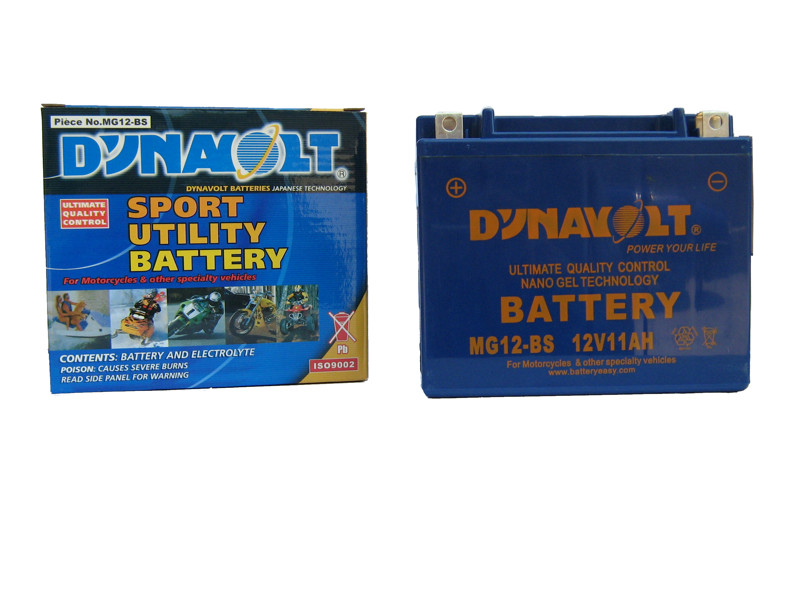 Piece No.MG12-BS
DYNAVOLT®
DYNAVOLT BATTERIES JAPANESE TECHNOLOGY
ULTIMATE
QUALITY
CONTROL
SPORT
UTILITY
BATTERY
For Motorcycles & other specialty vehicles
CONTENTS: BATTERY AND ELECTROLYTE
POISON: CAUSES SEVERE BURNS
READ SIDE PANEL FOR WARNING
Pb
ISO9002
+ −
DYNAVOLT®
POWER YOUR LIFE
ULTIMATE QUALITY CONTROL
NANO GEL TECHNOLOGY
BATTERY
MG12-BS 12V11AH
For Motorcycles & other specialty vehicles
www.batteryeasy.com